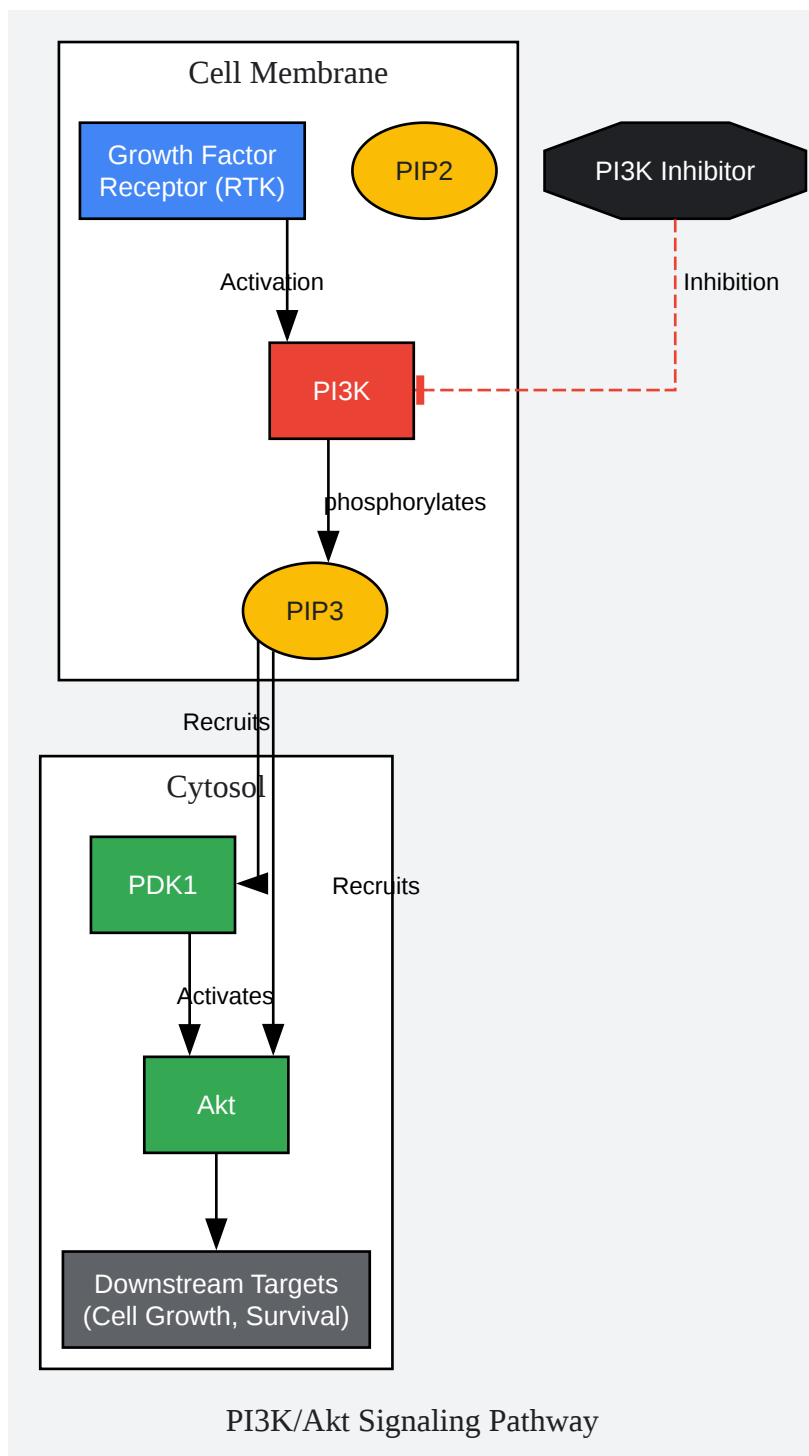 Cell Membrane
Growth Factor
Receptor (RTK)
PIP2
PI3K Inhibitor
Activation
Inhibition
PI3K
phosphorylates
PIP3
Recruits
Cytosol
PDK1
Recruits
Activates
Akt
Downstream Targets
(Cell Growth, Survival)
PI3K/Akt Signaling Pathway